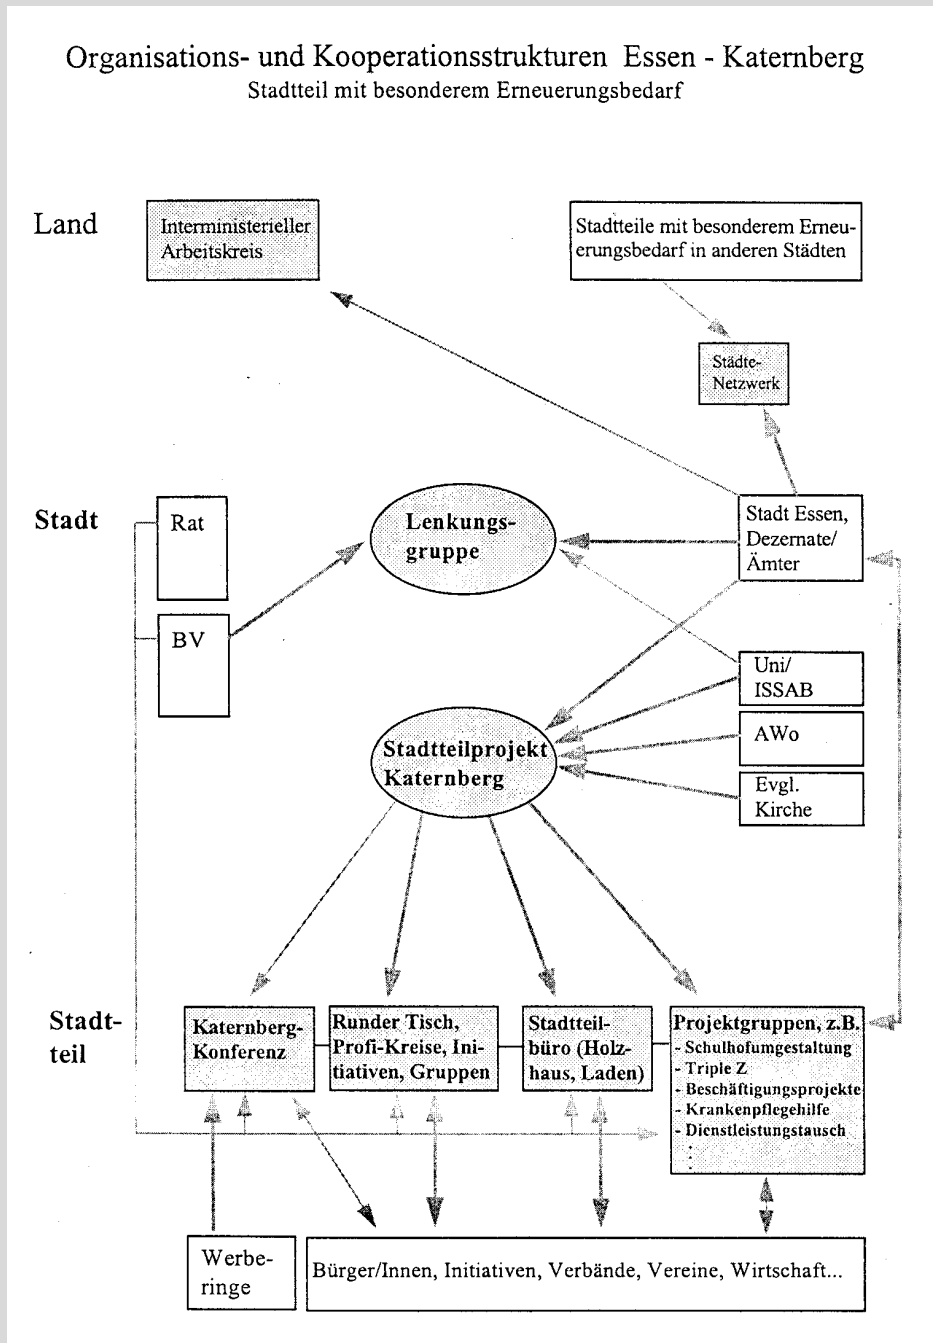 Organisations- und Kooperationsstrukturen Essen - Katernberg
Stadtteil mit besonderem Erneuerungsbedarf
Land
Interministerieller
Arbeitskreis
Stadtteile mit besonderem Erneu-
erungsbedarf in anderen Städten
Städte-
Netzwerk
Stadt
Rat
Lenkungs-
gruppe
Stadt Essen,
Dezernate/
Ämter
BV
Uni/
ISSAB
Stadtteilprojekt
Katernberg
AWo
Evgl.
Kirche
Stadt-
teil
Katernberg-
Konferenz
Runder Tisch,
Profi-Kreise, Ini-
tiativen, Gruppen
Stadtteil-
büro (Holz-
haus, Laden)
Projektgruppen, z.B.
- Schulhofumgestaltung
- Triple Z
- Beschäftigungsprojekte
- Krankenpflegehilfe
- Dienstleistungstausch
:
:
Werbe-
ringe
Bürger/Innen, Initiativen, Verbände, Vereine, Wirtschaft...